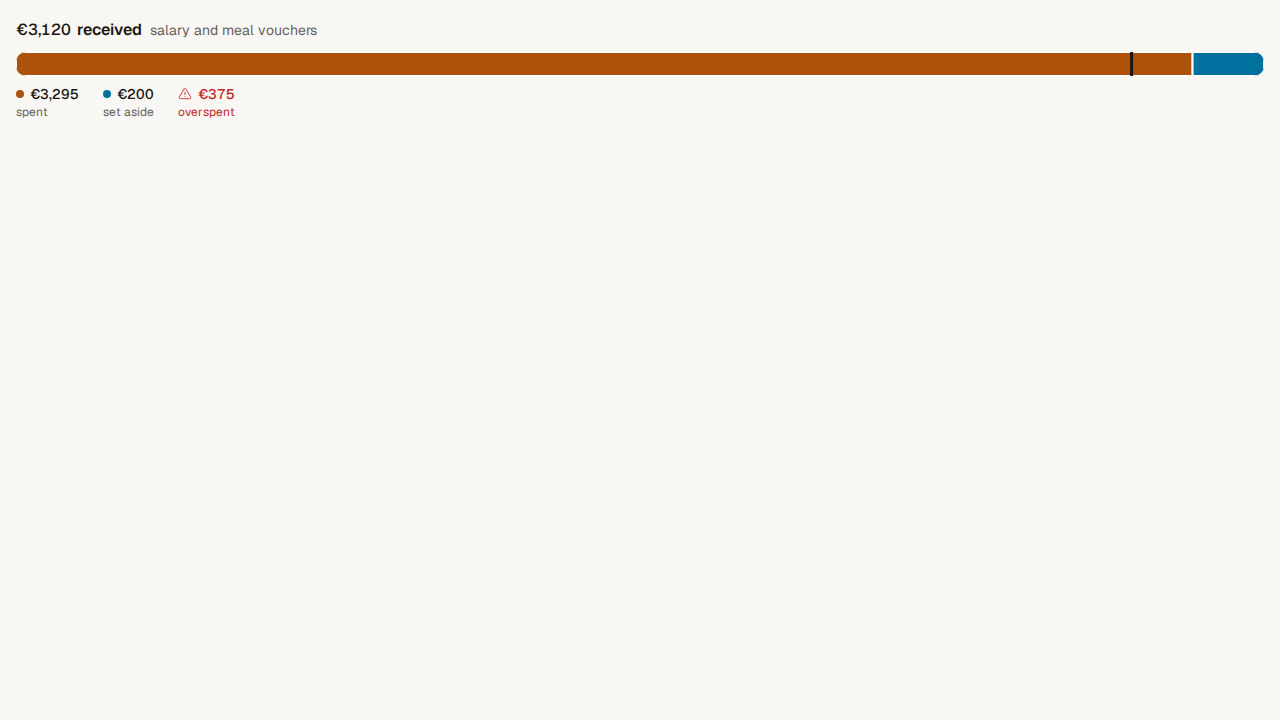 €3,120 received salary and meal vouchers
€3,295 €200 €375
spent set aside overspent